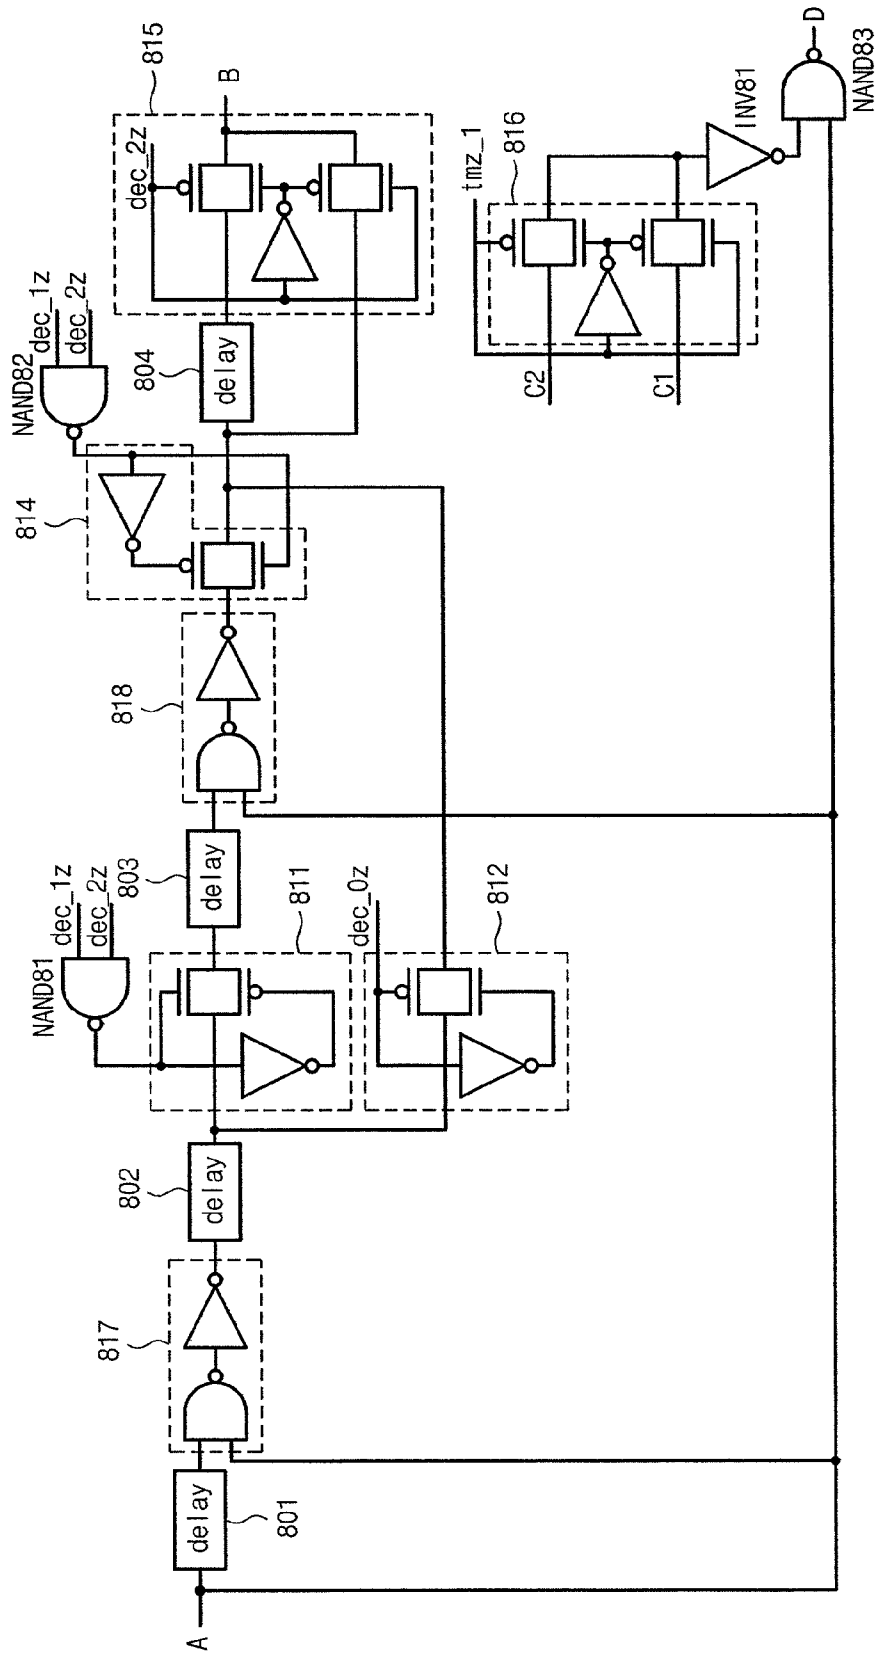 A
delay
801
817
delay
802
NAND81
dec_1z
dec_2z
811
dec_0z
812
delay
803
818
814
NAND82
dec_1z
dec_2z
delay
804
dec_2z
815
B
C2
C1
tmz_1
816
INV81
NAND83
D